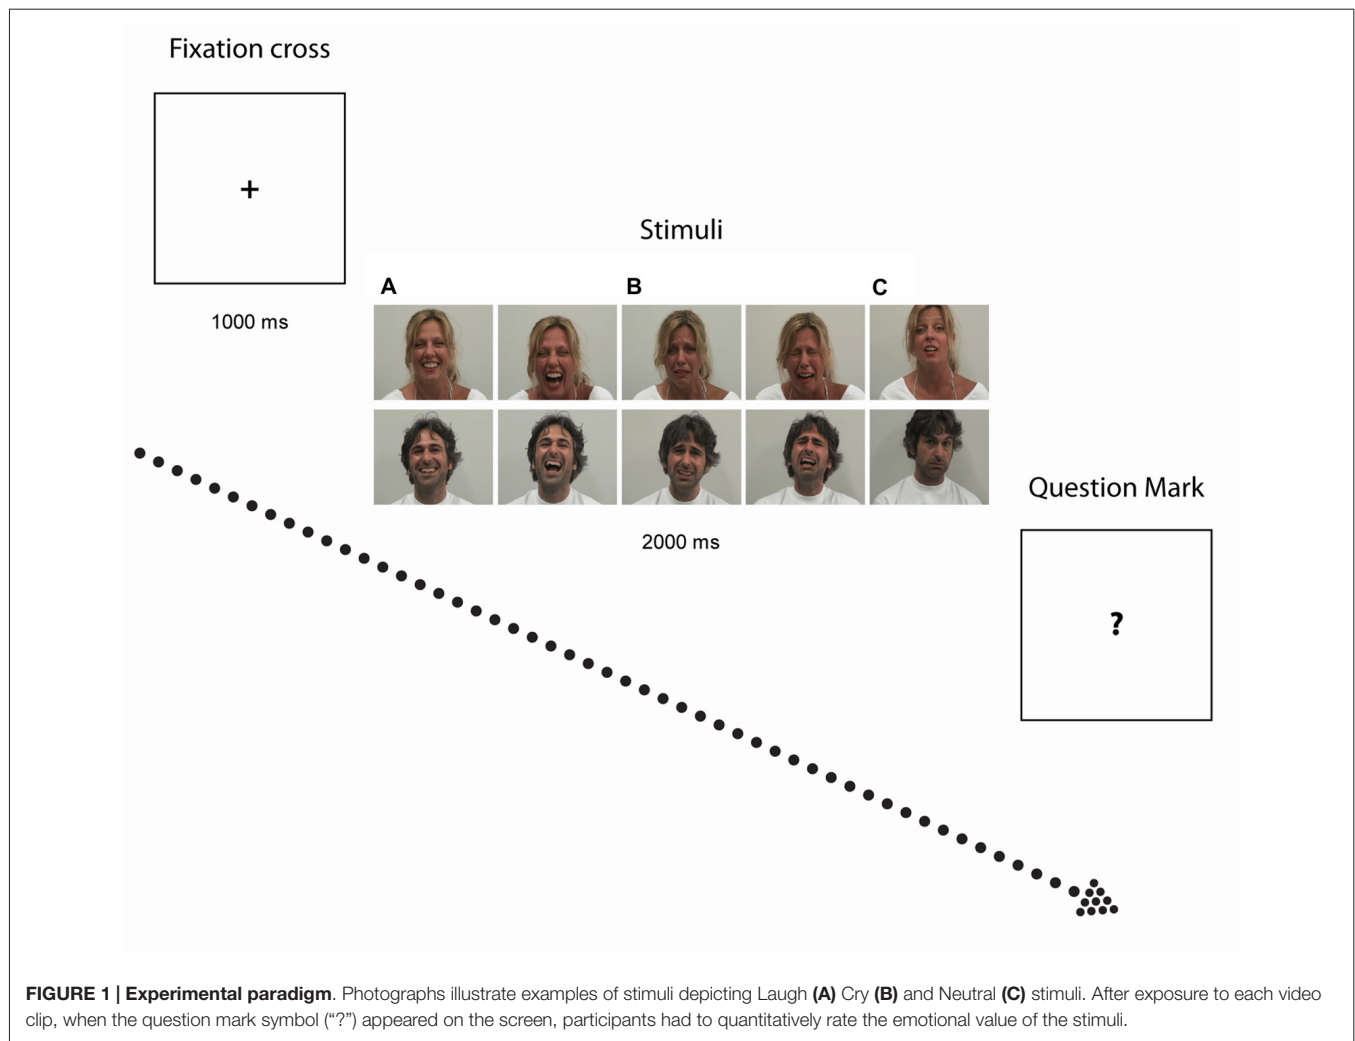 Fixation cross
+
1000 ms
Stimuli
A B C
2000 ms
Question Mark
?
FIGURE 1 | Experimental paradigm. Photographs illustrate examples of stimuli depicting Laugh (A) Cry (B) and Neutral (C) stimuli. After exposure to each video
clip, when the question mark symbol (“?”) appeared on the screen, participants had to quantitatively rate the emotional value of the stimuli.